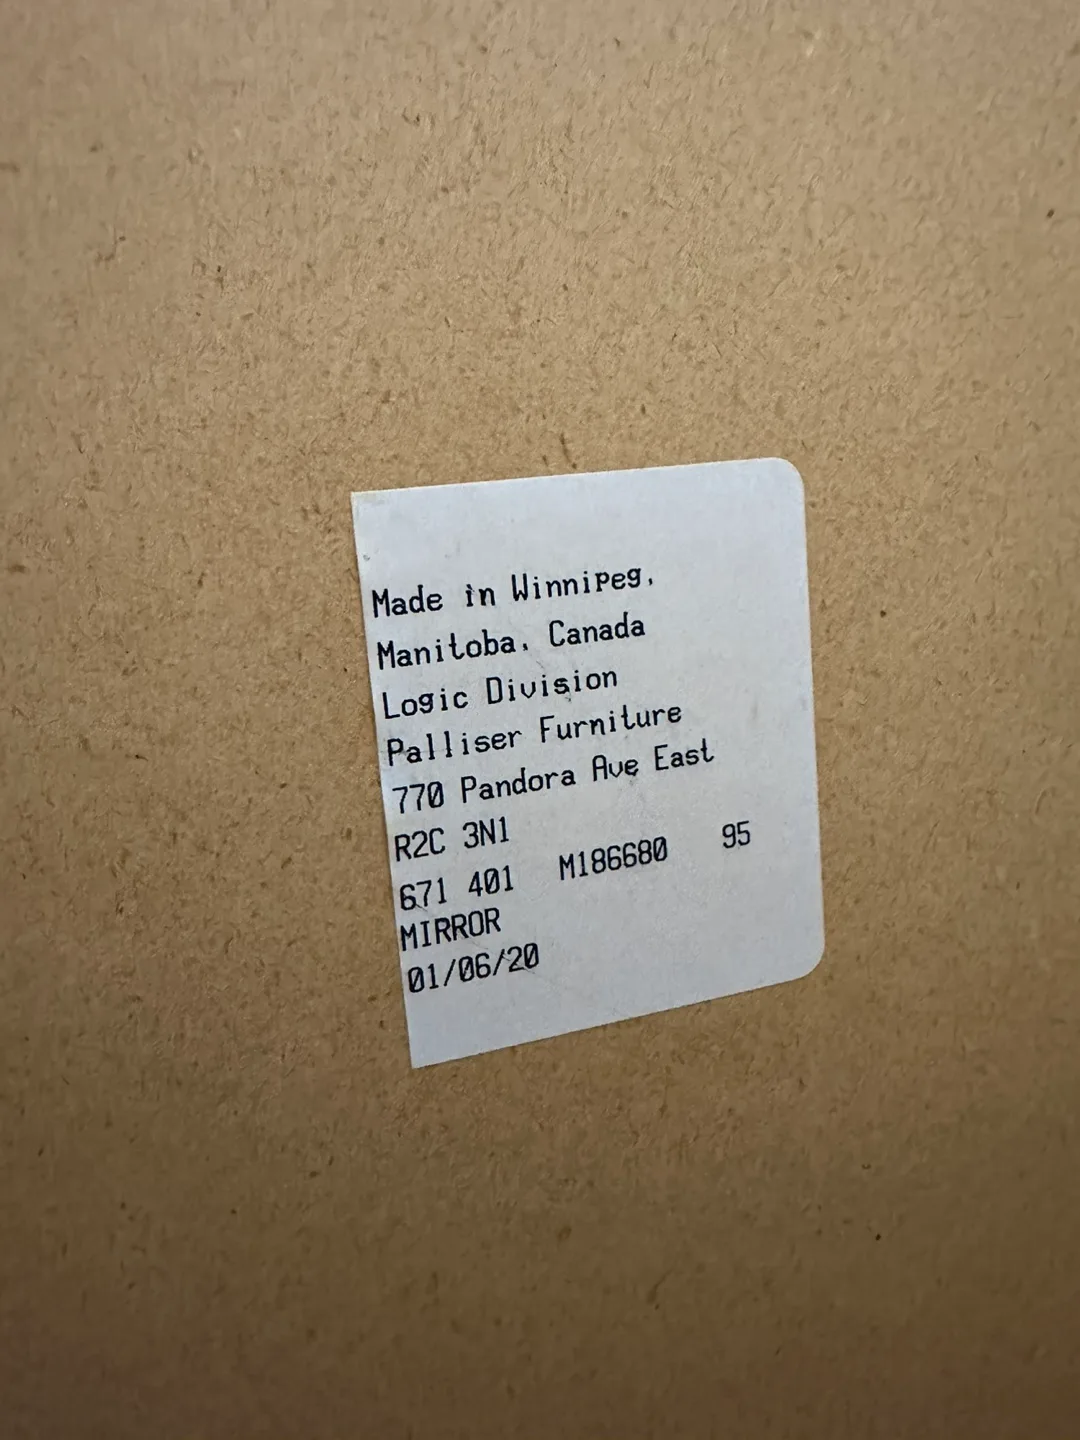 Made in Winnipeg,
Manitoba, Canada
Logic Division
Palliser Furniture
770 Pandora Ave East
R2C 3N1
671 401 M186680 95
MIRROR
01/06/20